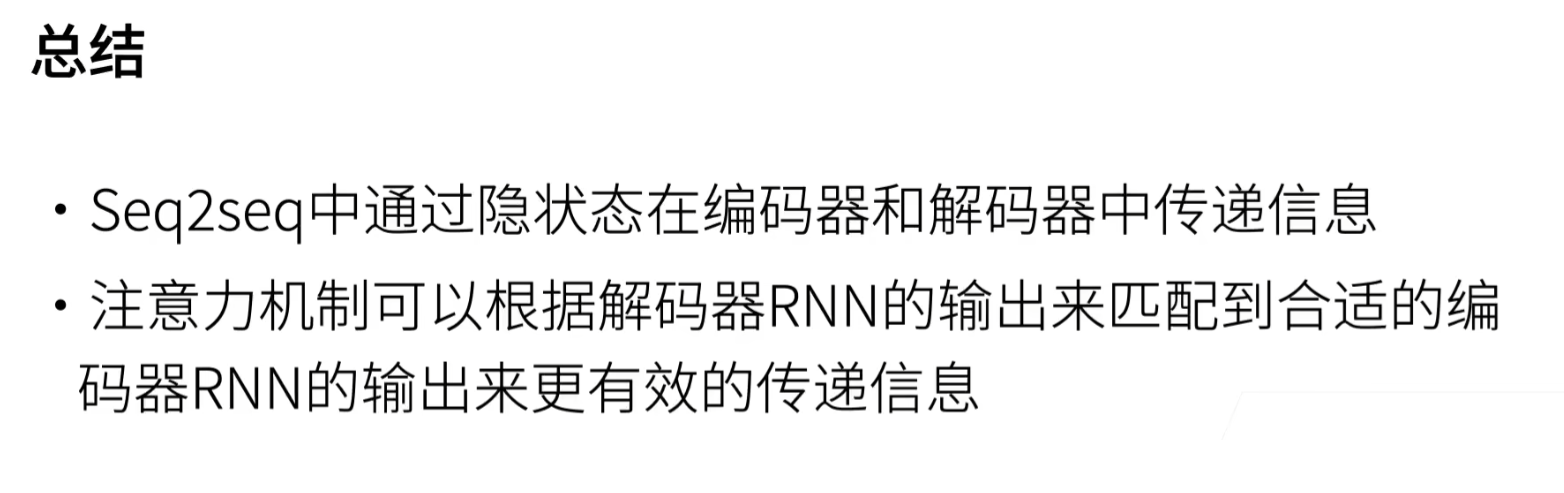 总结
• Seq2seq中通过隐状态在编码器和解码器中传递信息
• 注意力机制可以根据解码器RNN的输出来匹配到合适的编
码器RNN的输出来更有效的传递信息